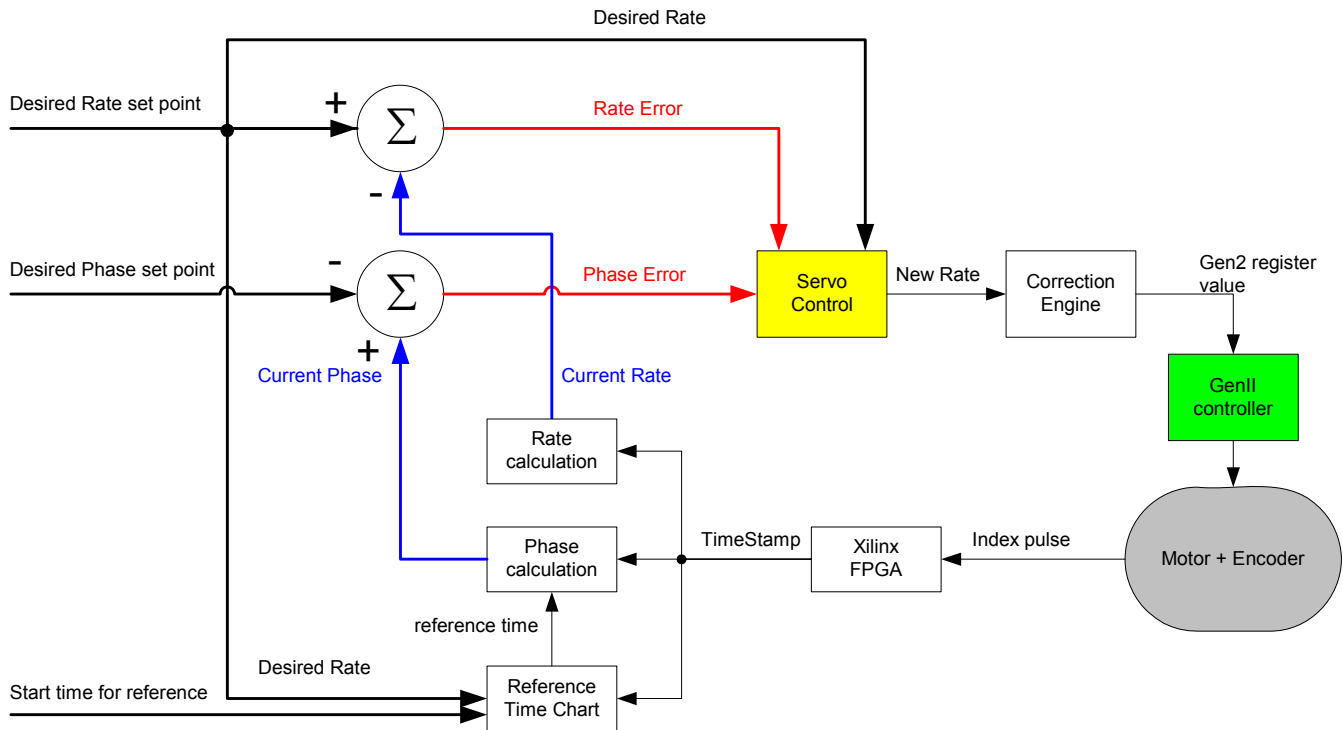 Desired Rate
Desired Rate set point
+
Σ
Rate Error
-
Desired Phase set point
-
Σ
Phase Error
Servo
Control
New Rate
Correction
Engine
Gen2 register
value
+
Current Phase
Current Rate
GenII
controller
Rate
calculation
Phase
calculation
TimeStamp
Xilinx
FPGA
Index pulse
Motor + Encoder
reference time
Desired Rate
Start time for reference
Reference
Time Chart